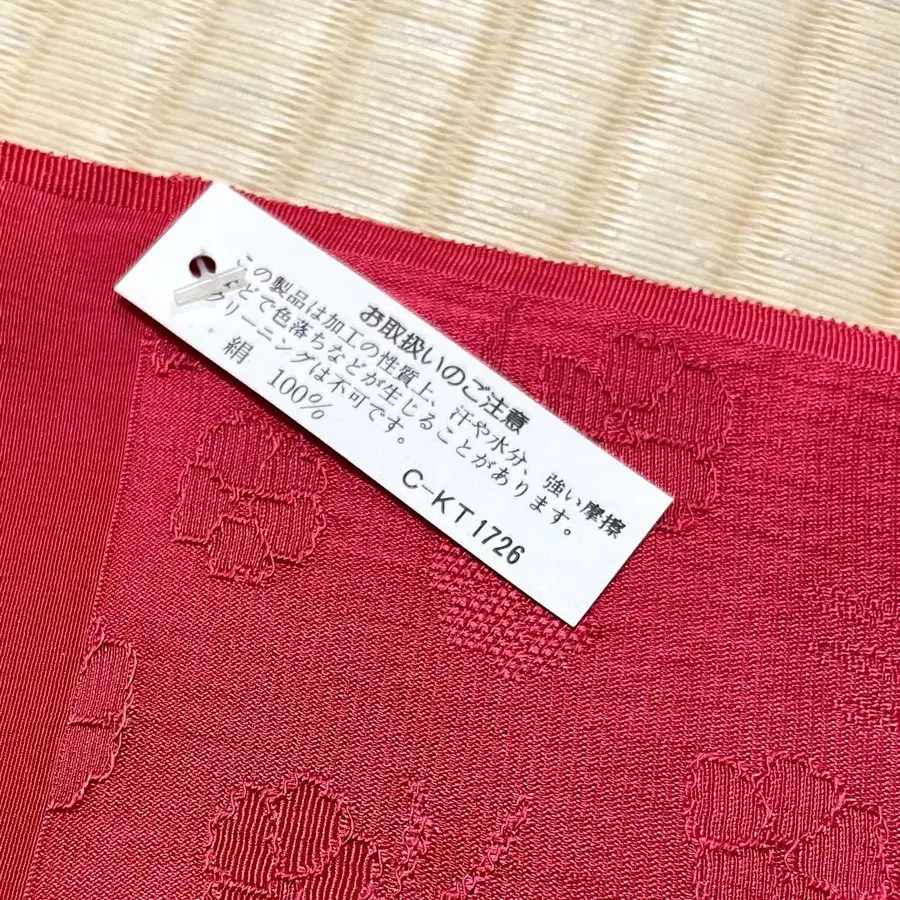 お取扱いのご注意
この製品は加工の性質上、汗や水分、強い摩擦
などで色落ちなどが生じることがあります。
クリーニングは不可です。
絹 100%
C-KT1726